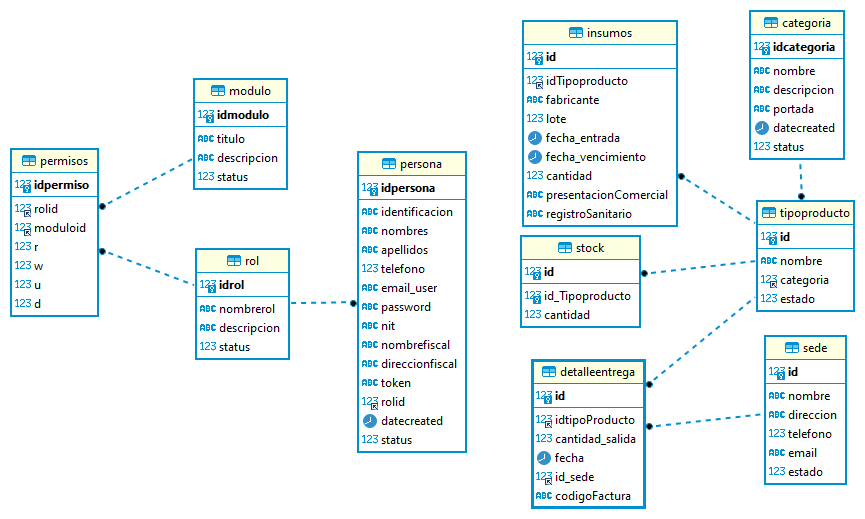 permisos
123 idpermiso
123 rolid
123 moduloid
123 r
123 w
123 u
123 d
modulo
123 idmodulo
ABC titulo
ABC descripcion
123 status
rol
123 idrol
ABC nombrerol
ABC descripcion
123 status
persona
123 idpersona
ABC identificacion
ABC nombres
ABC apellidos
123 telefono
ABC email_user
ABC password
ABC nit
ABC nombrefiscal
ABC direccionfiscal
ABC token
123 rolid
datecreated
123 status
insumos
123 id
123 idTipoproducto
ABC fabricante
123 lote
fecha_entrada
fecha_vencimiento
123 cantidad
ABC presentacionComercial
ABC registroSanitario
stock
123 id
123 id_Tipoproducto
123 cantidad
detalleentrega
123 id
123 idtipoProducto
123 cantidad_salida
fecha
123 id_sede
ABC codigoFactura
categoria
123 idcategoria
ABC nombre
ABC descripcion
ABC portada
datecreated
123 status
tipoproducto
123 id
ABC nombre
123 categoria
123 estado
sede
123 id
ABC nombre
ABC direccion
123 telefono
ABC email
123 estado